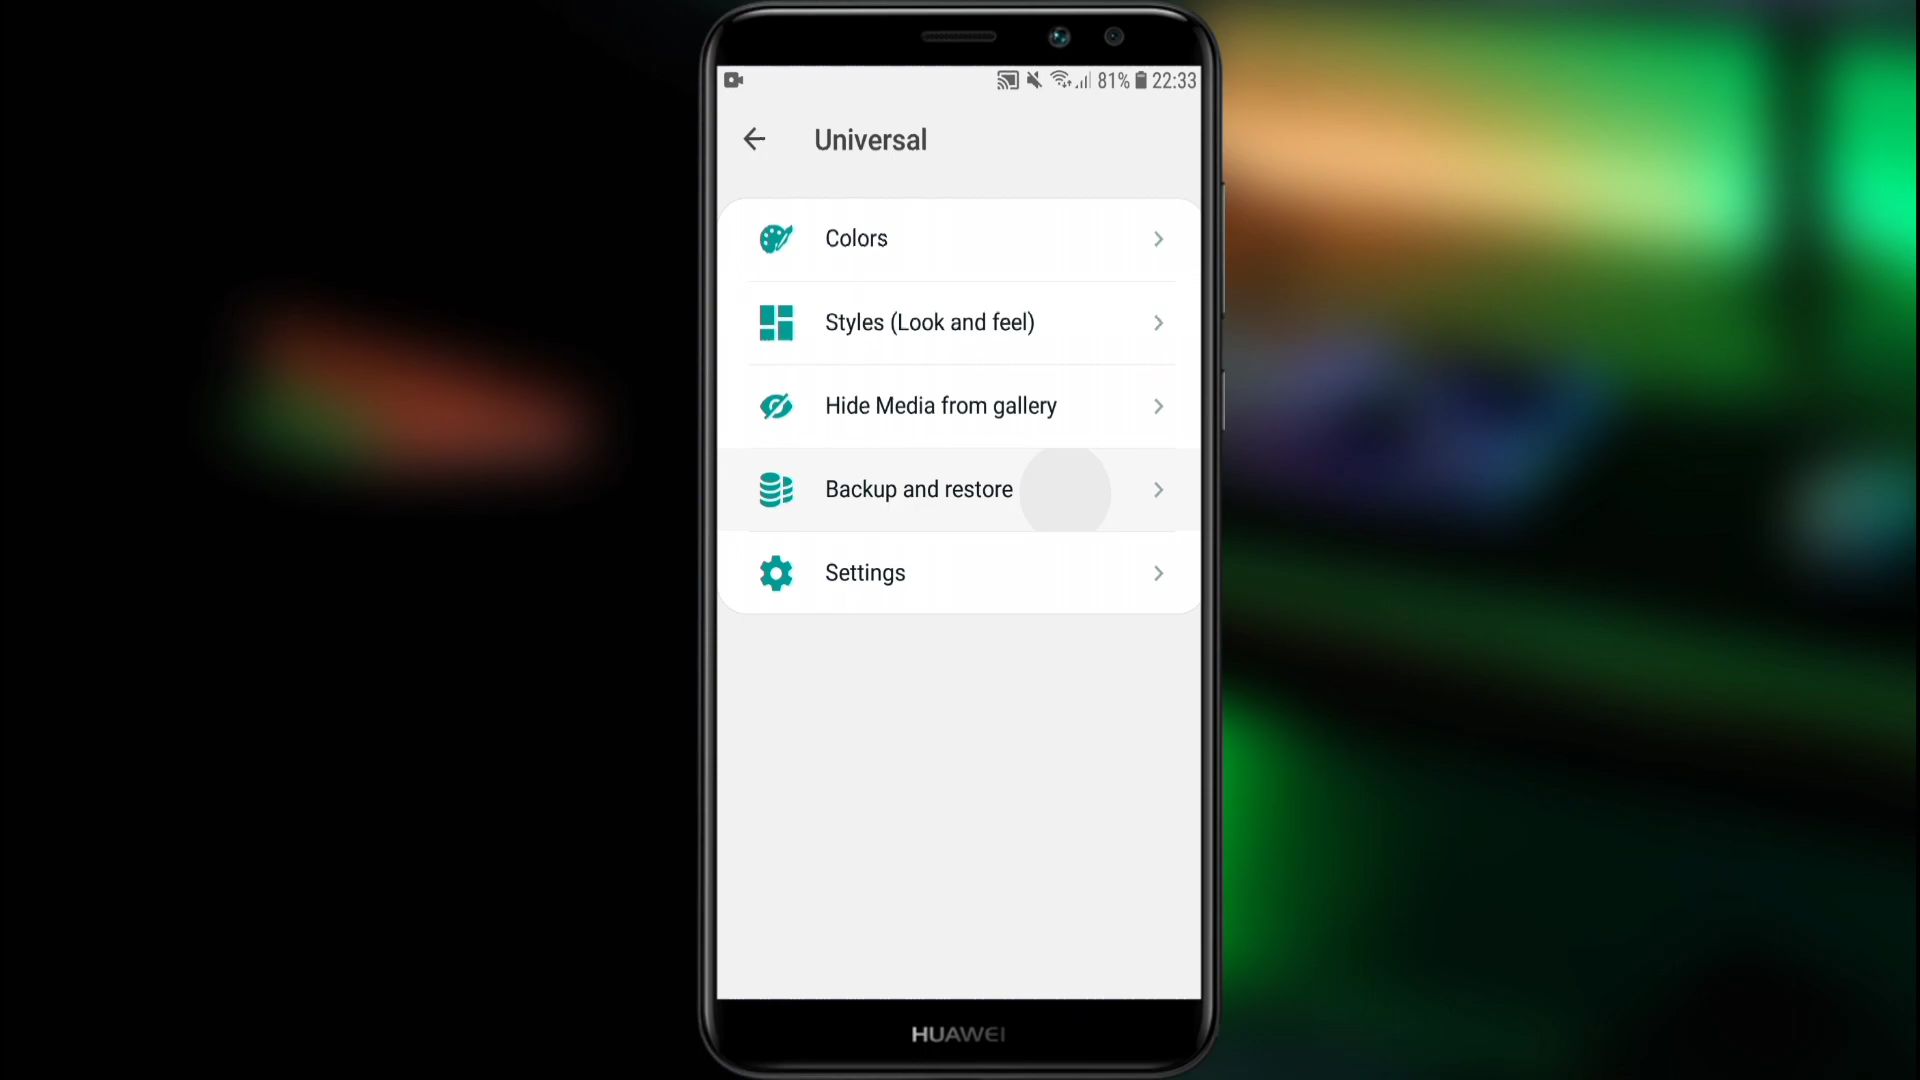 81% 22:33
Universal
Colors
Styles (Look and feel)
Hide Media from gallery
Backup and restore
Settings
HUAWEI